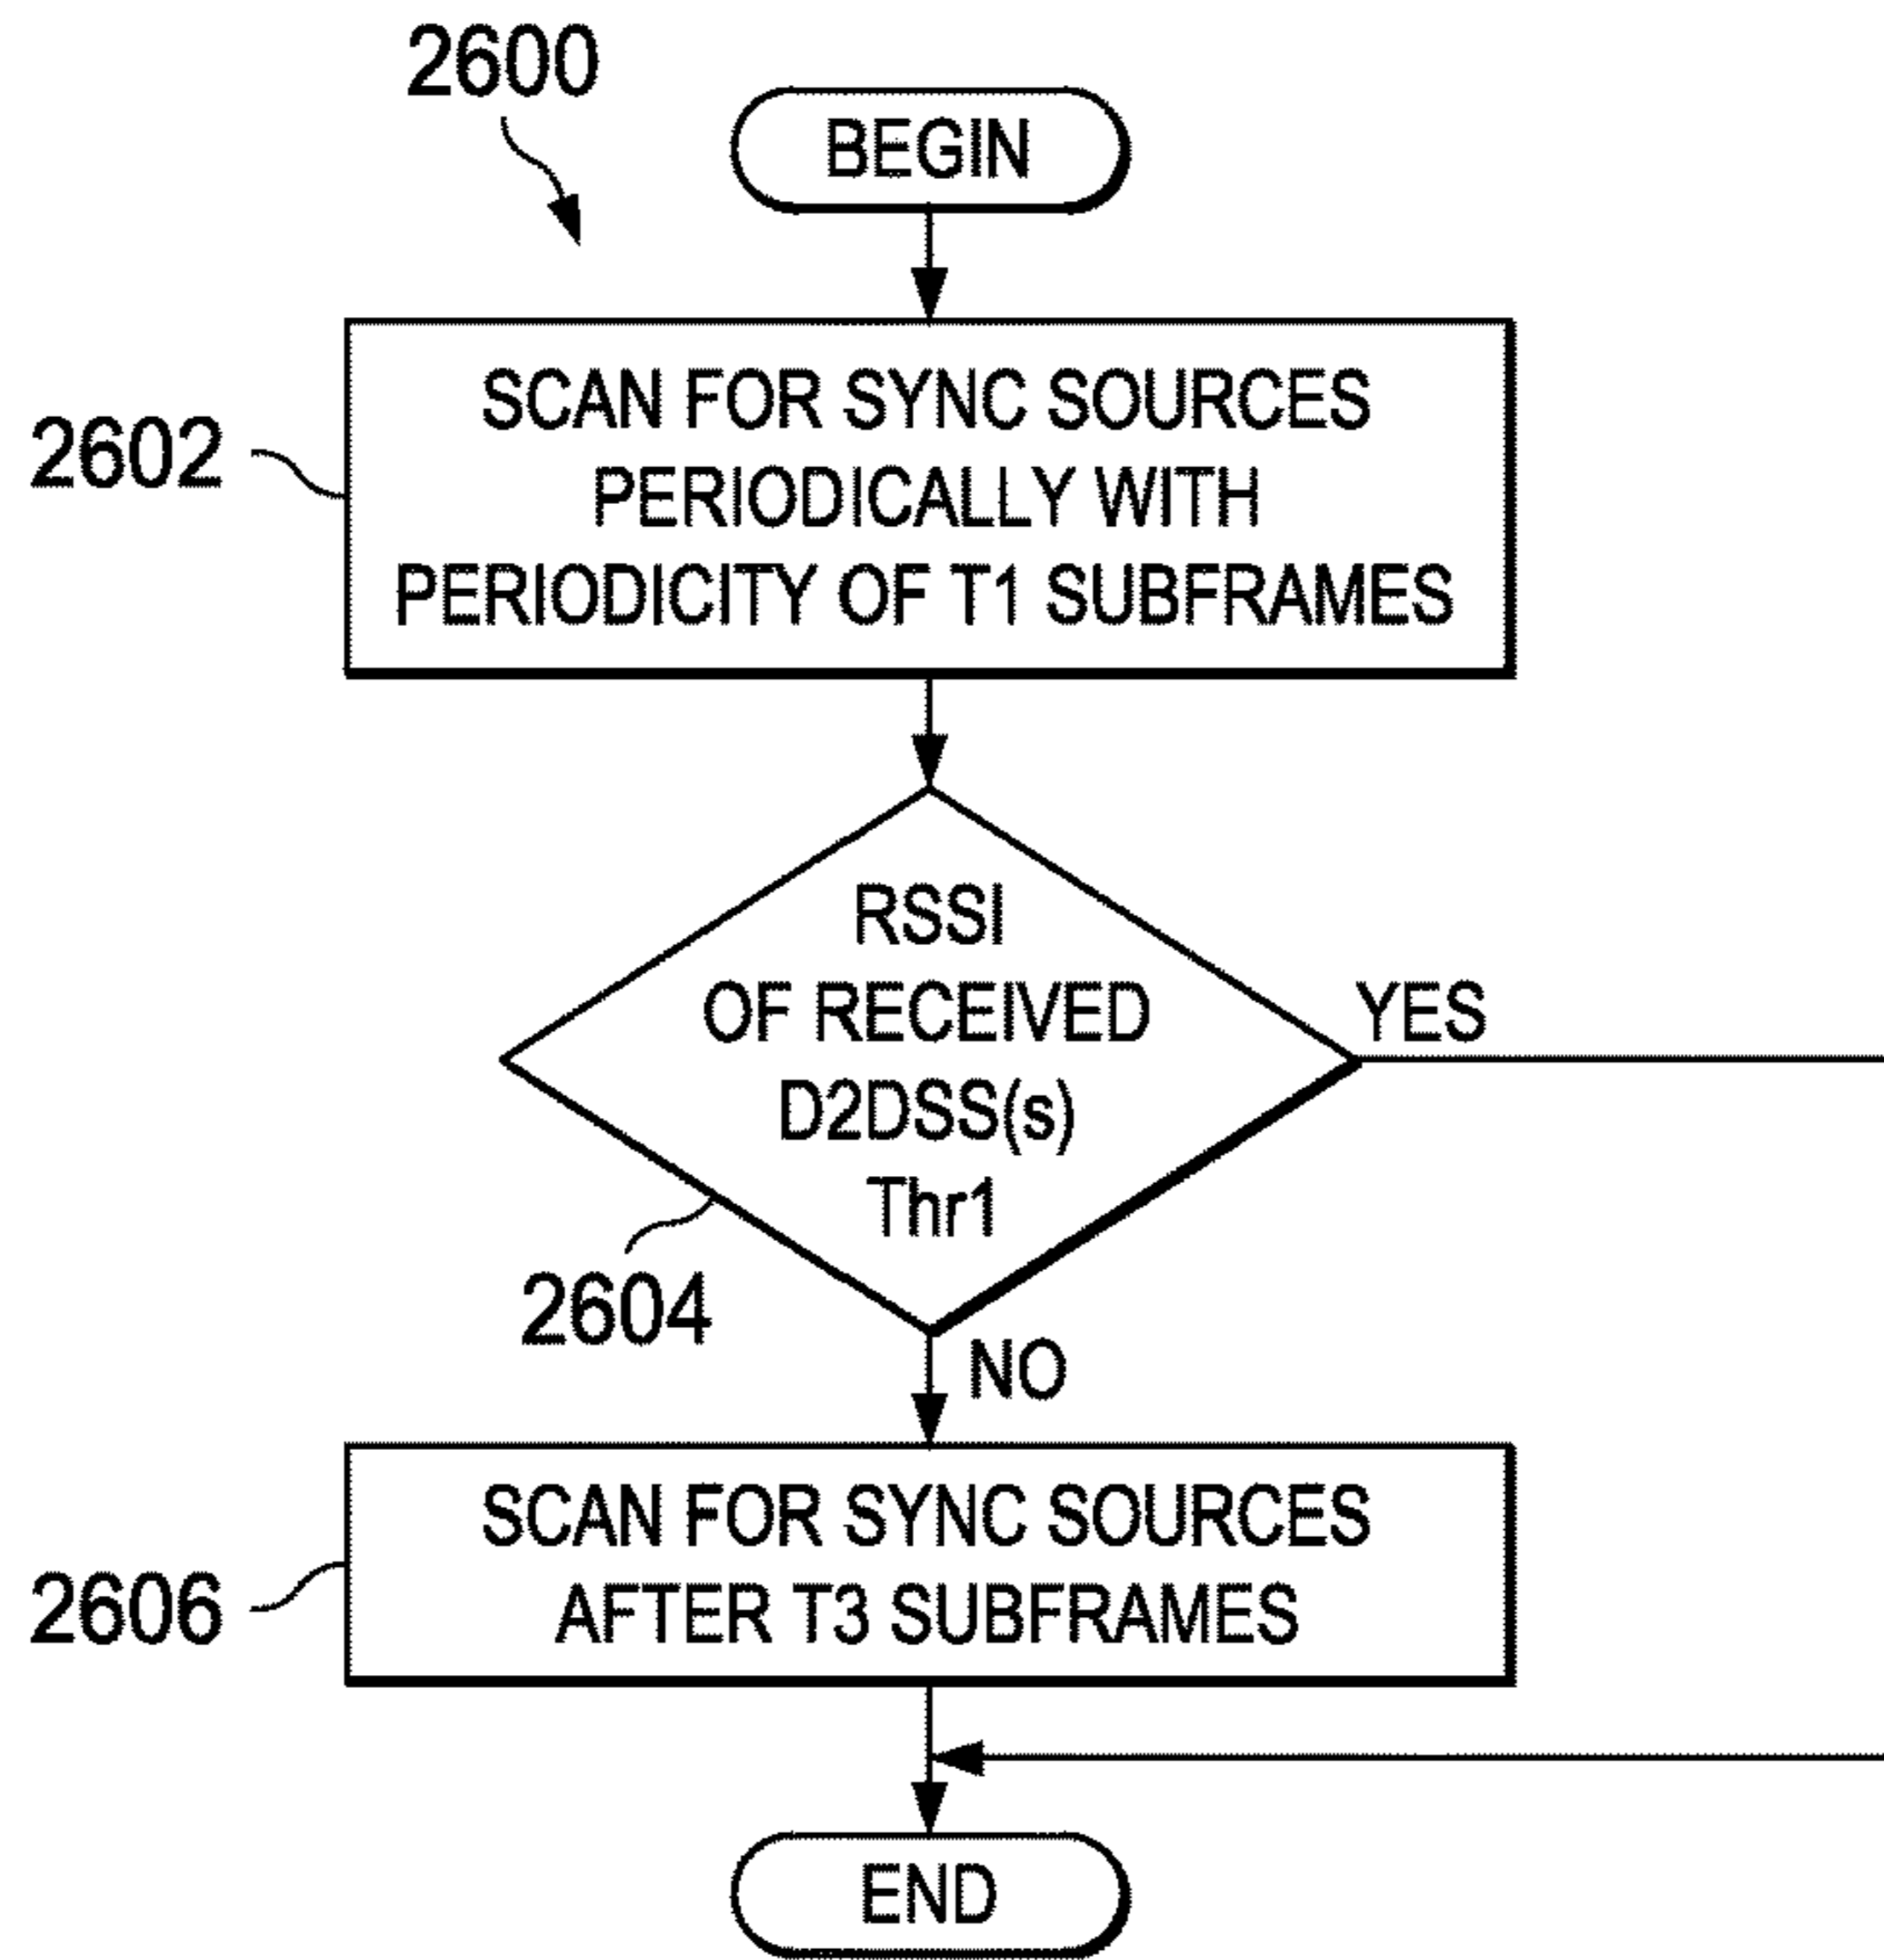 2600
BEGIN
2602
SCAN FOR SYNC SOURCES
PERIODICALLY WITH
PERIODICITY OF T1 SUBFRAMES
RSSI
OF RECEIVED
D2DSS(s)
Thr1
YES
2604
NO
2606
SCAN FOR SYNC SOURCES
AFTER T3 SUBFRAMES
END